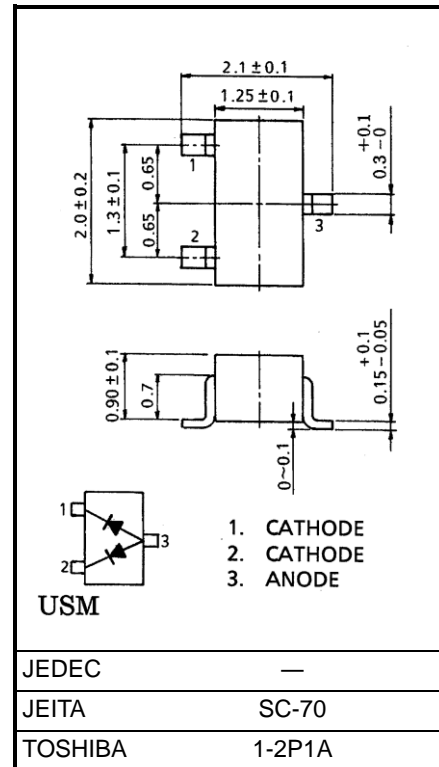 2.1±0.1
1.25±0.1
+0.1
0.3-0
2.0±0.2
1.3±0.1
0.65
0.65
1
2
3
0.90±0.1
0.7
+0.1
0.15-0.05
0~0.1
1
2
3
1. CATHODE
2. CATHODE
3. ANODE
USM
JEDEC —
JEITA SC-70
TOSHIBA 1-2P1A